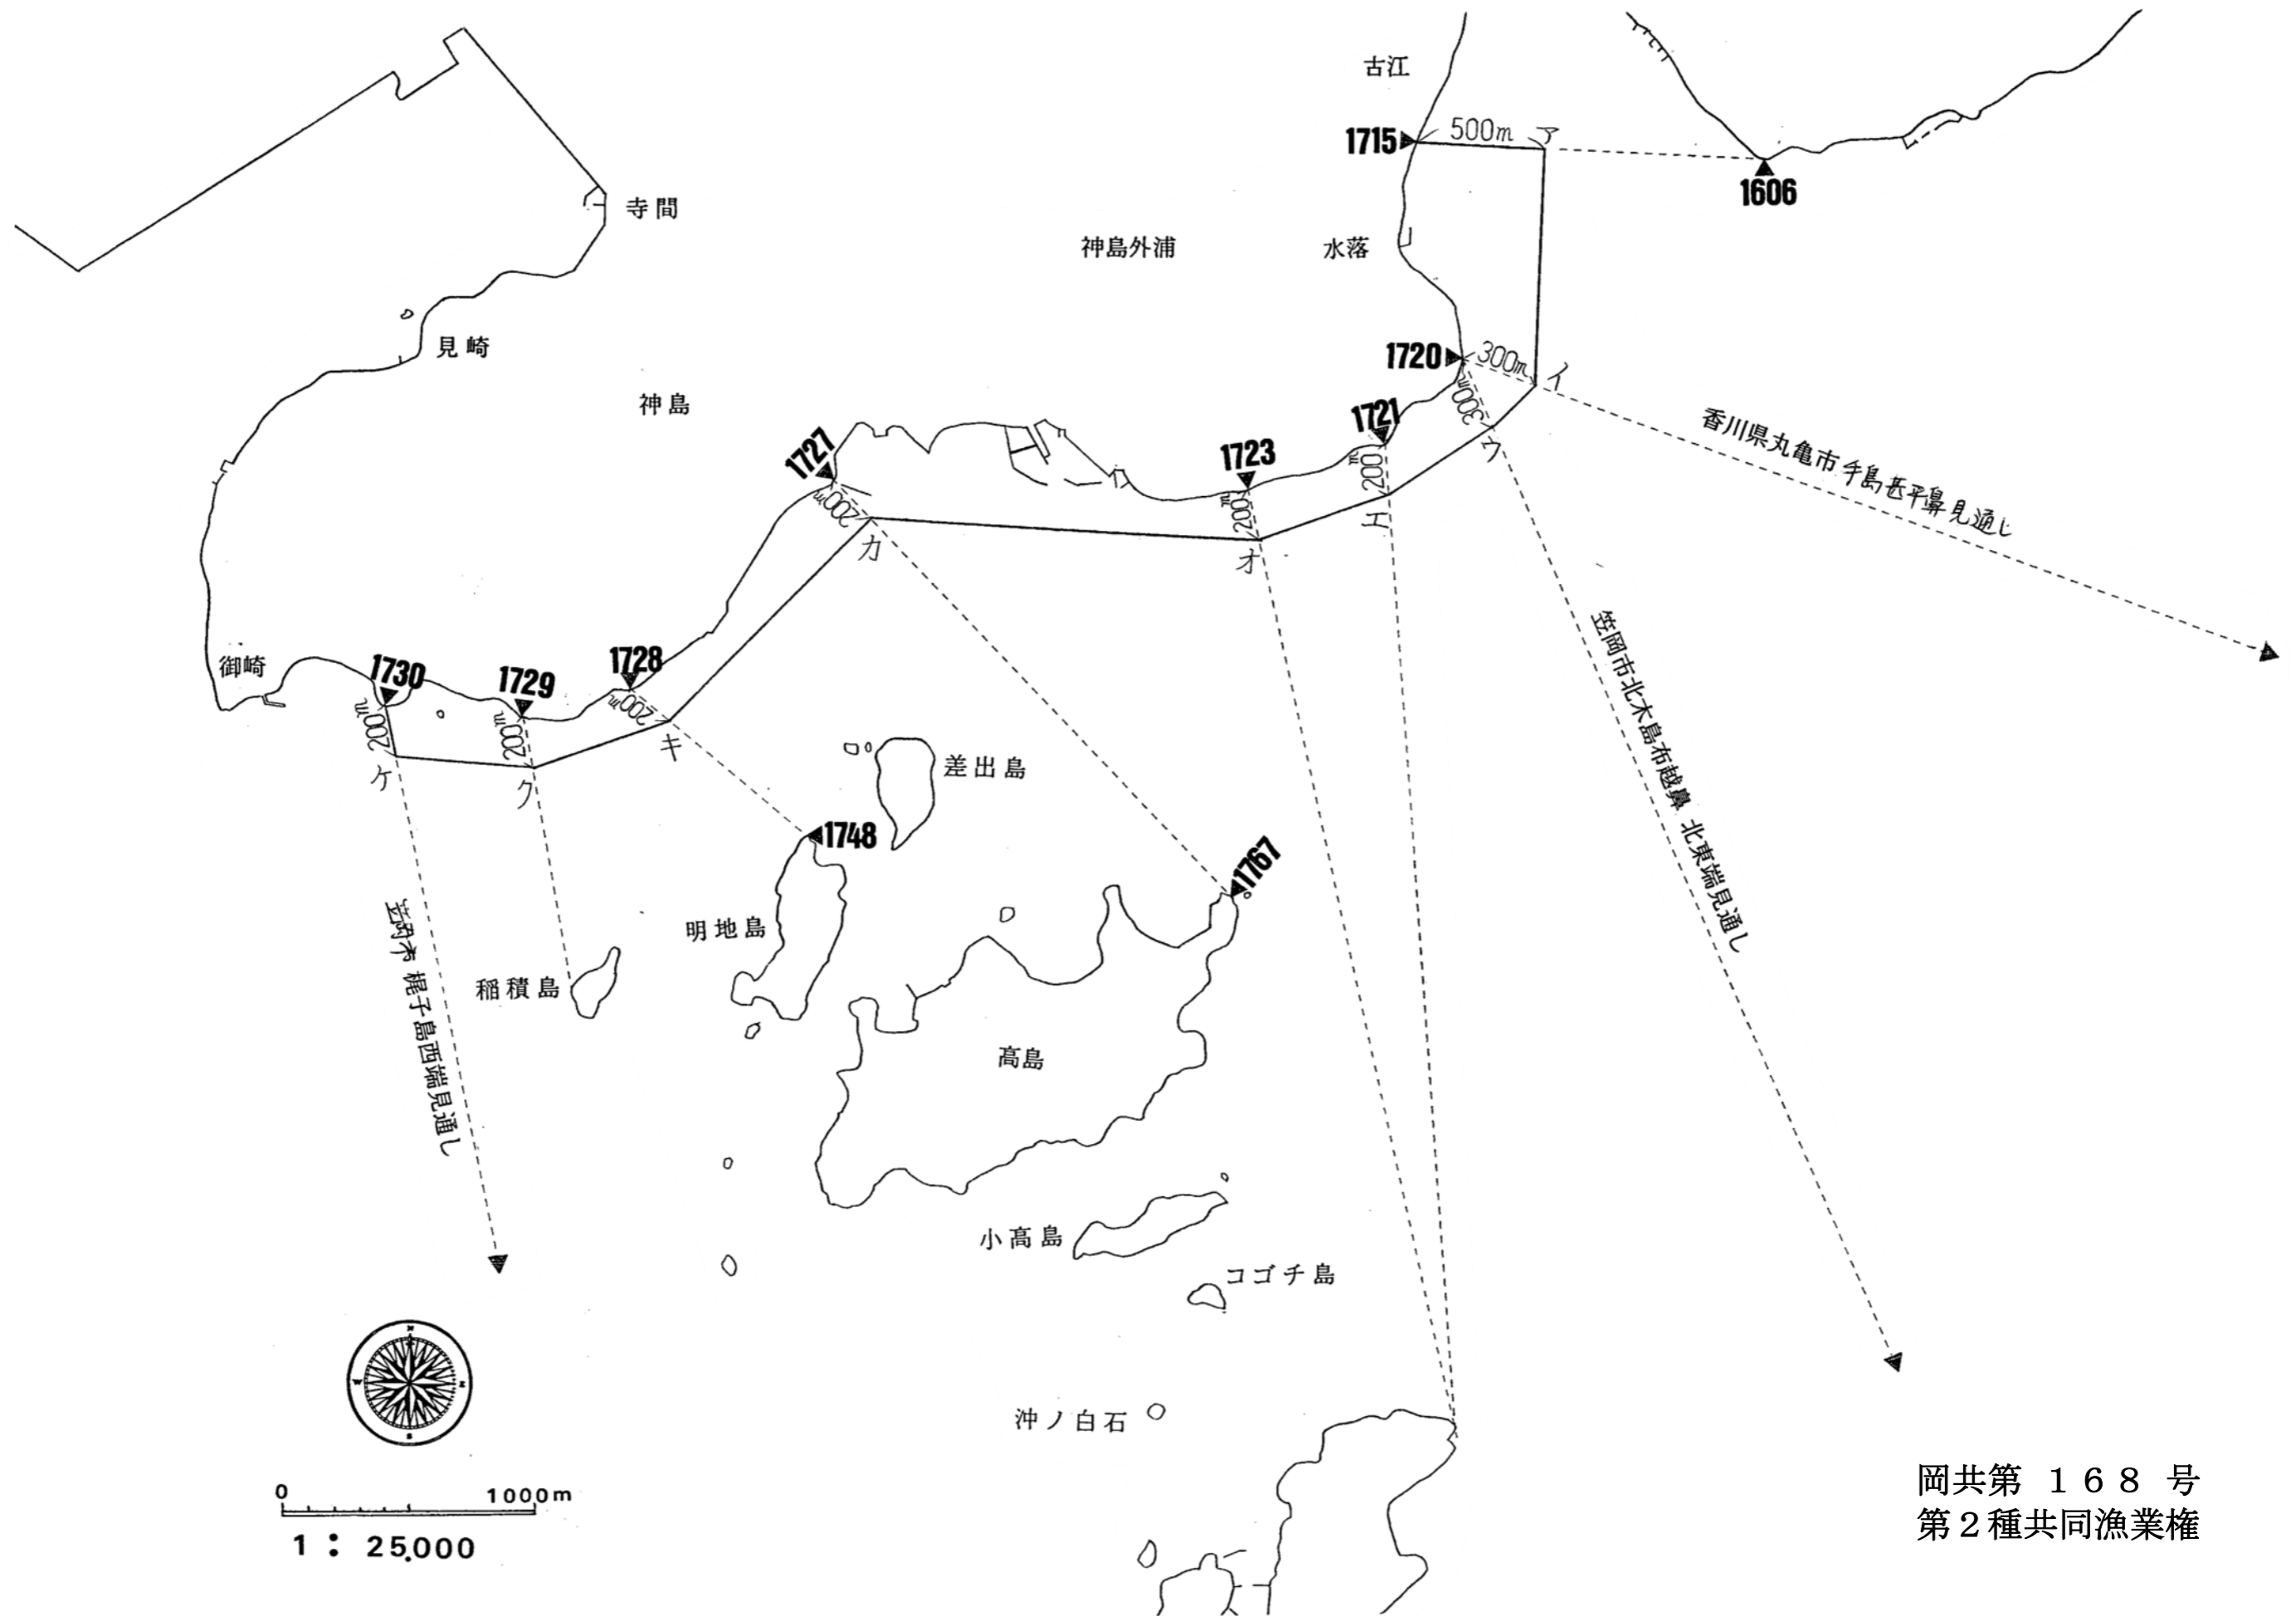 古江
1715
500m
ア
1606
寺間
神島外浦
水落
見崎
1720
300m
イ
300m
ウ
香川県丸亀市手島甚平鼻見通し
神島
1721
200m
エ
1723
200m
オ
1727
200m
カ
笠岡市北木島布越鼻 北東端見通し
御崎
1730
200m
ケ
1729
200m
ク
1728
200m
キ
差出島
1748
1767
明地島
稲積島
笠岡市 梶子島西端見通し
高島
小高島
コゴチ島
沖ノ白石
N
W
E
S
0 1000m
1:25,000
岡共第 168 号
第2種共同漁業権